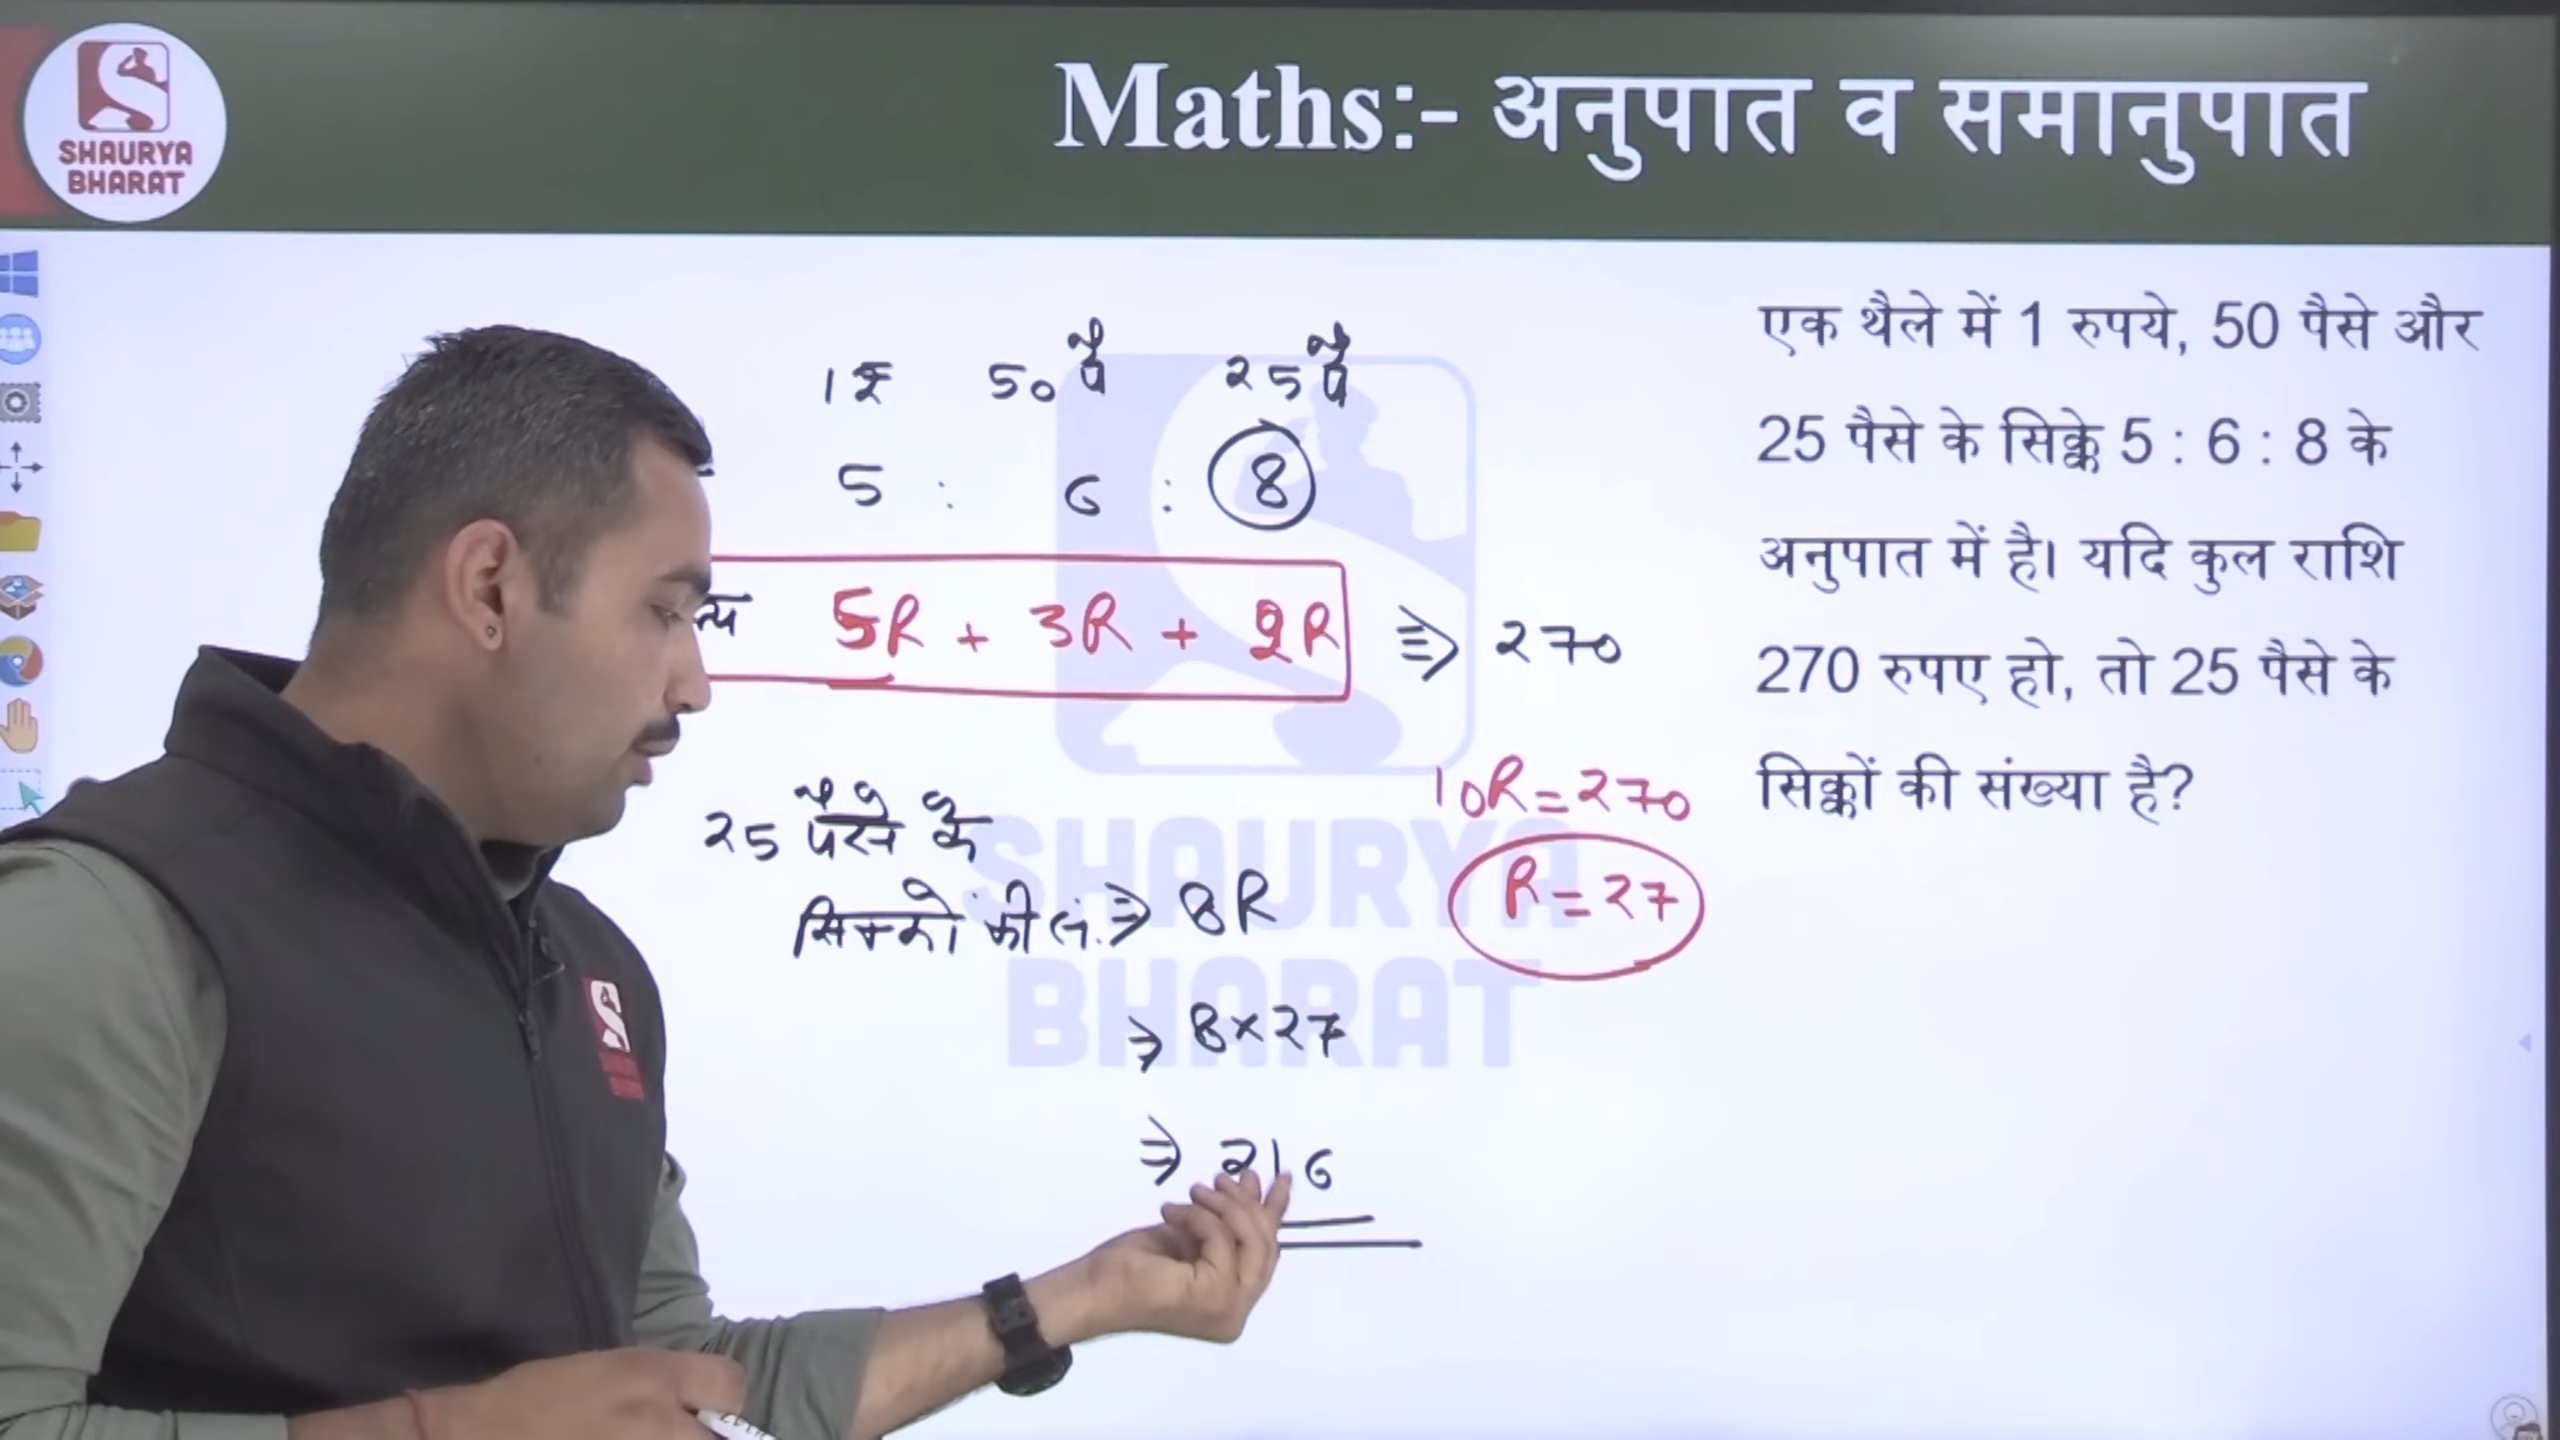 SHAURYA
BHARAT
Maths:- अनुपात व समानुपात
एक थैले में 1 रुपये, 50 पैसे और
25 पैसे के सिक्के 5 : 6 : 8 के
अनुपात में है। यदि कुल राशि
270 रुपए हो, तो 25 पैसे के
सिक्कों की संख्या है?
1₹ 50पै 25पै
5 : 6 : 8
5R + 3R + 2R ⇒ 270
10R=270
R=27
25 पैसे के
सिक्को की सं. ⇒ 8R
⇒ 8×27
⇒ 216
SHAURYA
BHARAT